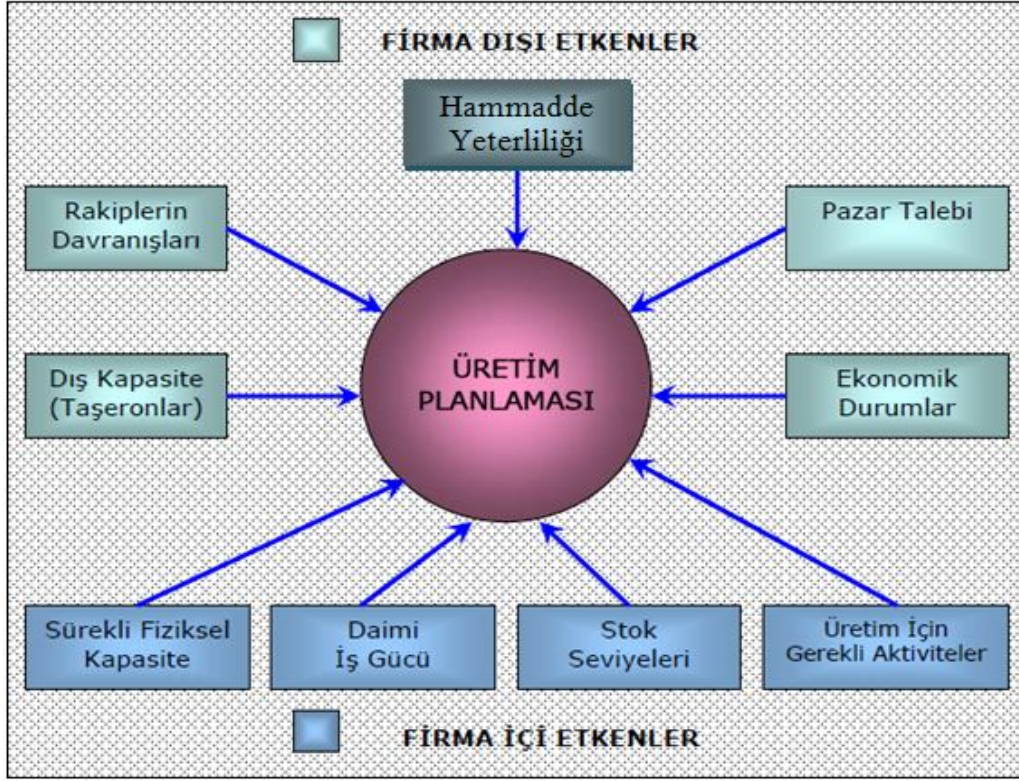 FİRMA DIŞI ETKENLER
Hammadde
Yeterliliği
Rakiplerin
Davranışları
Pazar Talebi
Dış Kapasite
(Taşeronlar)
ÜRETİM
PLANLAMASI
Ekonomik
Durumlar
Sürekli Fiziksel
Kapasite
Daimi
İş Gücü
Stok
Seviyeleri
Üretim İçin
Gerekli Aktiviteler
FİRMA İÇİ ETKENLER